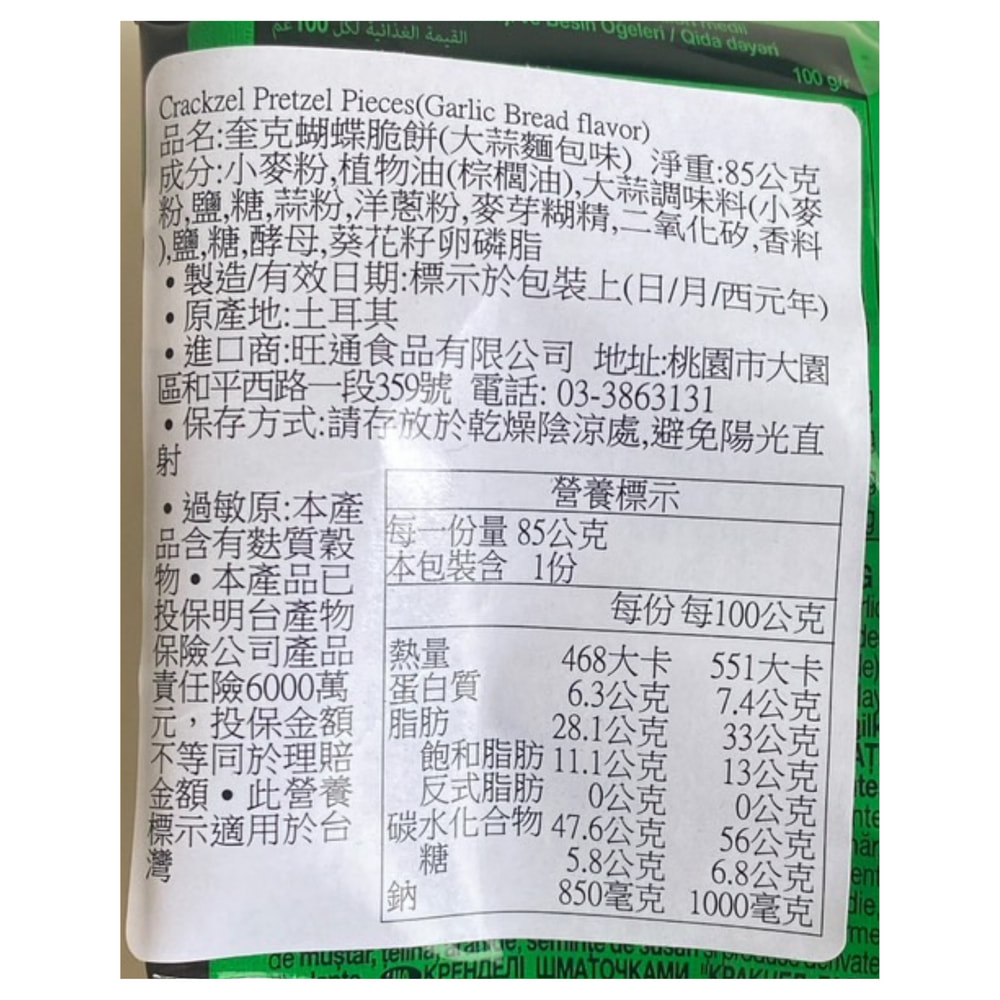 القيمة الغذائية لكل 100 غم
Besin Öğeleri / Qida dəyəri
100 g/r
Crackzel Pretzel Pieces(Garlic Bread flavor)
品名:奎克蝴蝶脆餅(大蒜麵包味) 淨重:85公克
成分:小麥粉,植物油(棕櫚油),大蒜調味料(小麥
粉,鹽,糖,蒜粉,洋蔥粉,麥芽糊精,二氧化矽,香料
),鹽,糖,酵母,葵花籽卵磷脂
•製造/有效日期:標示於包裝上(日/月/西元年)
•原產地:土耳其
•進口商:旺通食品有限公司 地址:桃園市大園
區和平西路一段359號 電話: 03-3863131
•保存方式:請存放於乾燥陰涼處,避免陽光直
射
•過敏原:本產
品含有麩質穀
物•本產品已
投保明台產物
保險公司產品
責任險6000萬
元，投保金額
不等同於理賠
金額•此營養
標示適用於台
灣
營養標示
每一份量 85公克
本包裝含 1份
每份 每100公克
熱量 468大卡 551大卡
蛋白質 6.3公克 7.4公克
脂肪 28.1公克 33公克
飽和脂肪 11.1公克 13公克
反式脂肪 0公克 0公克
碳水化合物 47.6公克 56公克
糖 5.8公克 6.8公克
鈉 850毫克 1000毫克
de muștar, țelină, arahide, semințe de susan și produse
КРЕНДЕЛІ ШМАТОЧКАМИ